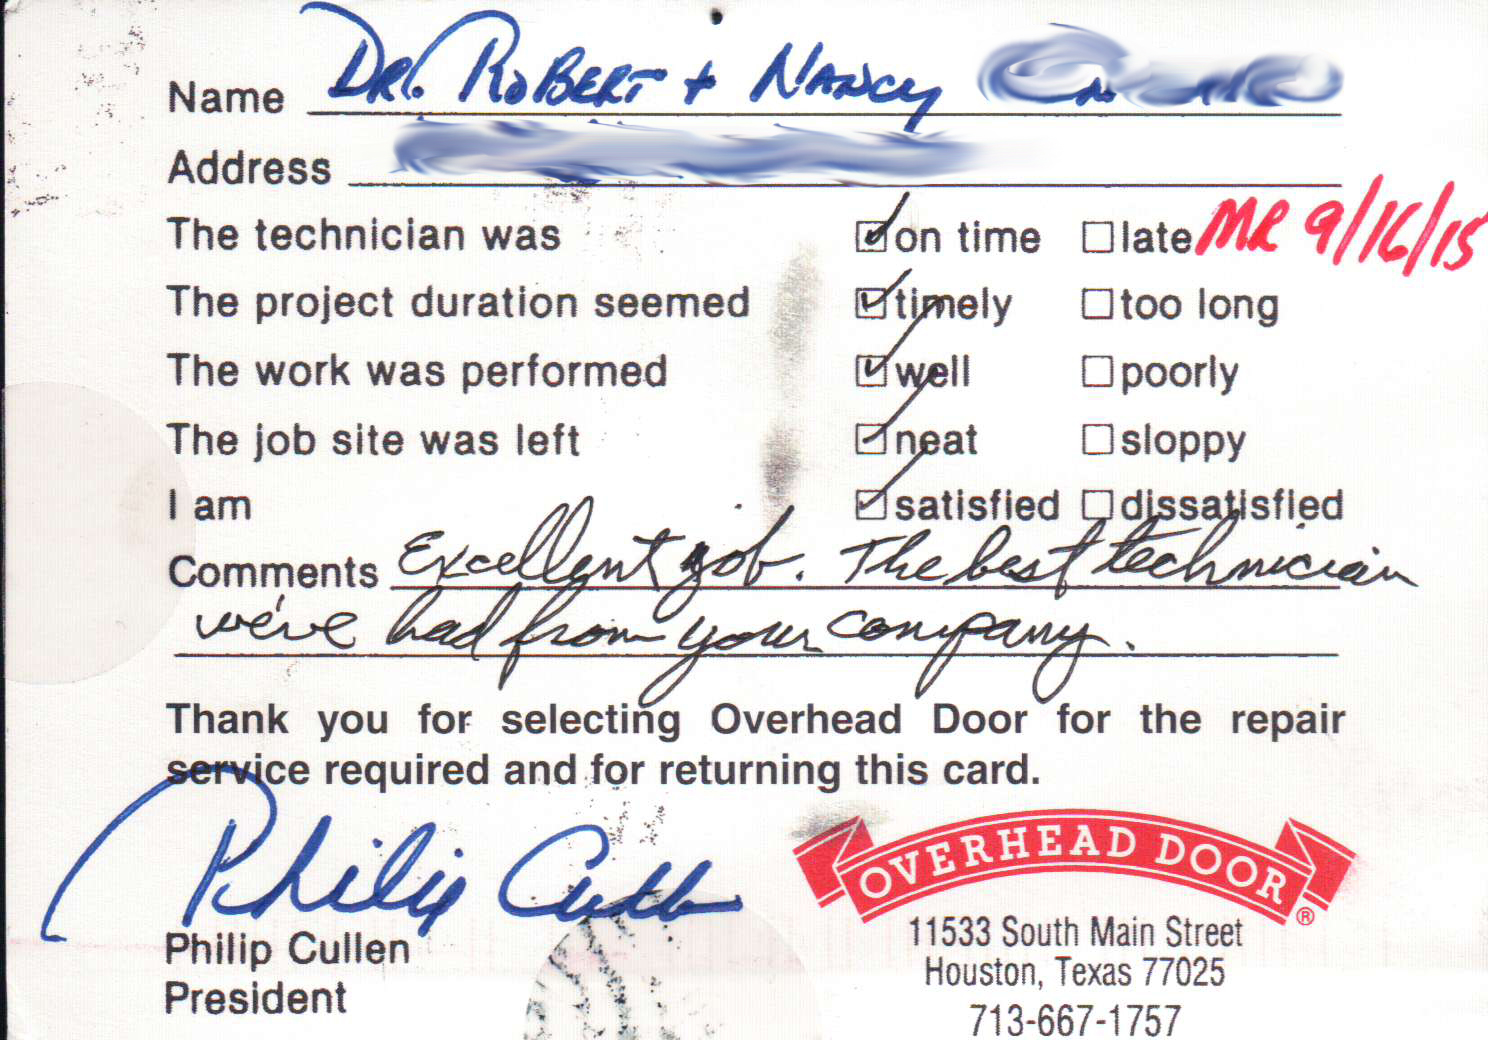 Name DR. ROBERT + NANCY
Address
The technician was ☑ on time ☐ late MR 9/16/15
The project duration seemed ☑ timely ☐ too long
The work was performed ☑ well ☐ poorly
The job site was left ☑ neat ☐ sloppy
I am ☑ satisfied ☐ dissatisfied
Comments Excellent job. The best technician
we've had from your company.
Thank you for selecting Overhead Door for the repair
service required and for returning this card.
Philip Cullen
Philip Cullen
President
OVERHEAD DOOR ®
11533 South Main Street
Houston, Texas 77025
713-667-1757